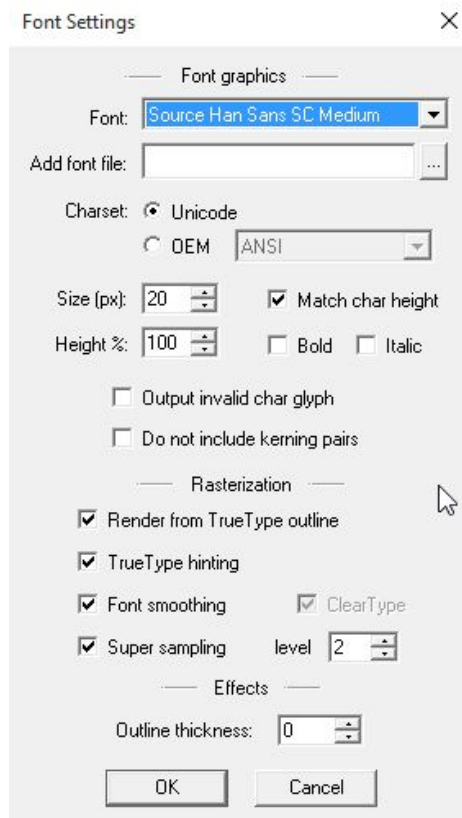 Font Settings
Font graphics
Font: Source Han Sans SC Medium
Add font file: ...
Charset: Unicode
OEM ANSI
Size (px): 20 Match char height
Height %: 100 Bold Italic
Output invalid char glyph
Do not include kerning pairs
Rasterization
Render from TrueType outline
TrueType hinting
Font smoothing ClearType
Super sampling level 2
Effects
Outline thickness: 0
OK Cancel